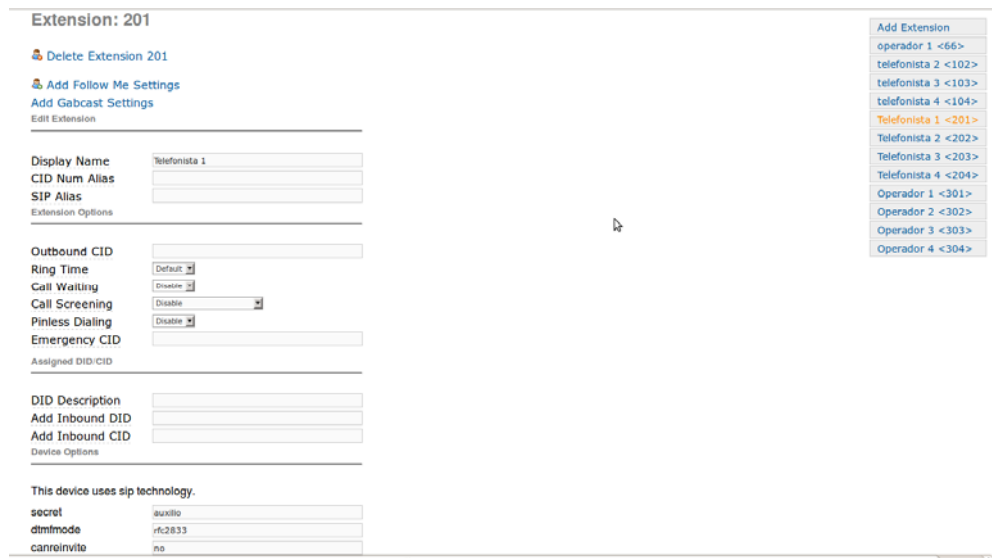 Extension: 201
Delete Extension 201
Add Follow Me Settings
Add Gabcast Settings
Edit Extension
Display Name Telefonista 1
CID Num Alias
SIP Alias
Extension Options
Outbound CID
Ring Time Default
Call Waiting Disable
Call Screening Disable
Pinless Dialing Disable
Emergency CID
Assigned DID/CID
DID Description
Add Inbound DID
Add Inbound CID
Device Options
This device uses sip technology.
secret auxilio
dtmfmode rfc2833
canreinvite no
Add Extension
operador 1 <66>
telefonista 2 <102>
telefonista 3 <103>
telefonista 4 <104>
Telefonista 1 <201>
Telefonista 2 <202>
Telefonista 3 <203>
Telefonista 4 <204>
Operador 1 <301>
Operador 2 <302>
Operador 3 <303>
Operador 4 <304>